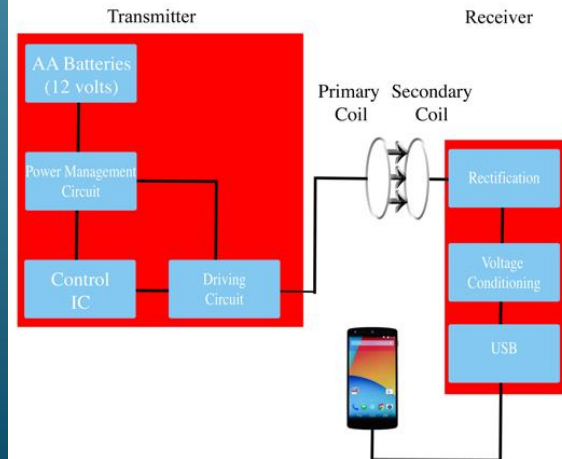 Transmitter
Receiver
AA Batteries
(12 volts)
Primary
Coil
Secondary
Coil
Power Management
Circuit
Rectification
Control
IC
Driving
Circuit
Voltage
Conditioning
USB